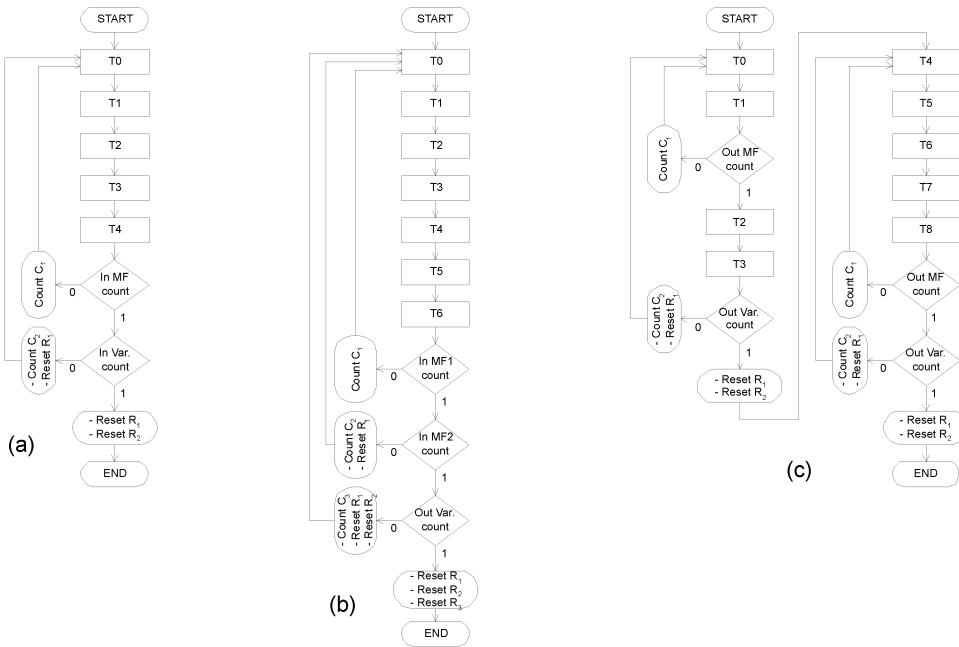 START
T0
T1
T2
T3
T4
In MF
count
0
Count C1
1
In Var.
count
0
- Count C2
- Reset R1
1
- Reset R1
- Reset R2
END
(a)
START
T0
T1
T2
T3
T4
T5
T6
In MF1
count
0
Count C1
1
In MF2
count
0
- Count C2
- Reset R1
1
Out Var.
count
0
- Count C3
- Reset R1
- Reset R2
1
- Reset R1
- Reset R2
- Reset R3
END
(b)
START
T0
T1
Out MF
count
0
Count C1
1
T2
T3
Out Var.
count
0
- Count C2
- Reset R1
1
- Reset R1
- Reset R2
T4
T5
T6
T7
T8
Out MF
count
0
Count C1
1
Out Var.
count
0
- Count C2
- Reset R1
1
- Reset R1
- Reset R2
END
(c)